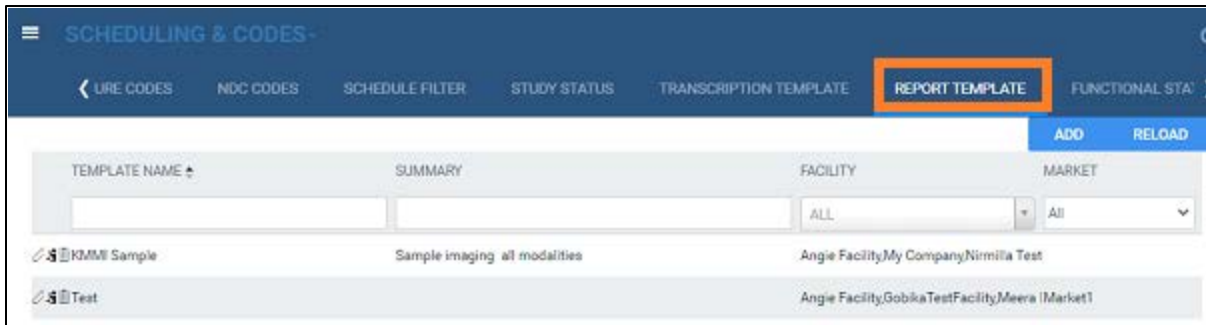 SCHEDULING & CODES-
URE CODES NDC CODES SCHEDULE FILTER STUDY STATUS TRANSCRIPTION TEMPLATE REPORT TEMPLATE FUNCTIONAL STA
ADD RELOAD
TEMPLATE NAME SUMMARY FACILITY MARKET
ALL All
KMMI Sample Sample imaging all modalities Angie Facility,My Company,Nirmilla Test
Test Angie Facility,GobikaTestFacility,Meera Market1